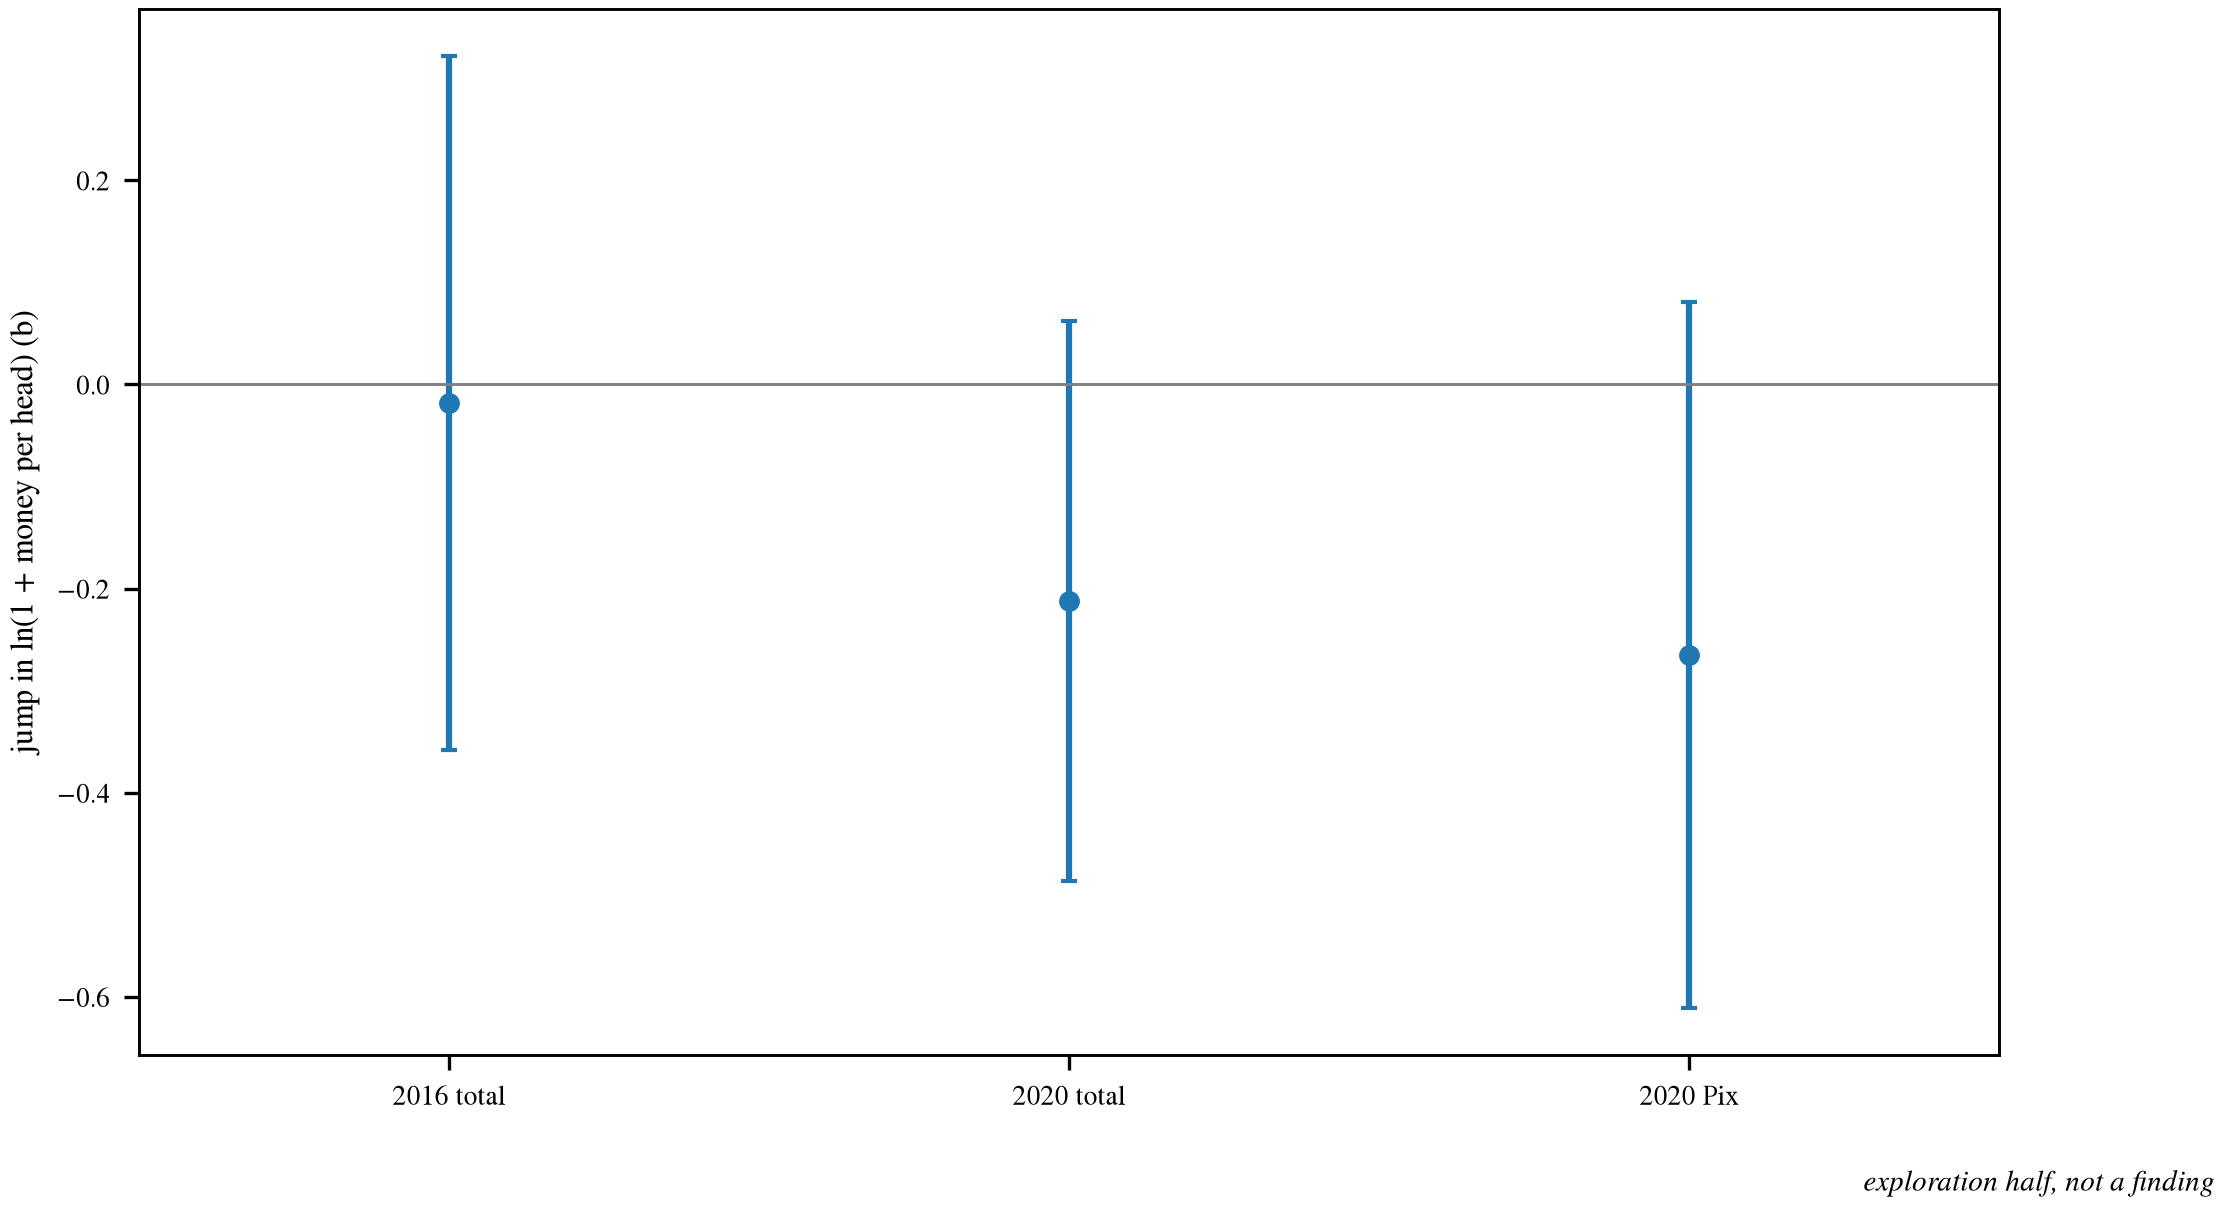 jump in ln(1 + money per head) (b)
0.2
0.0
−0.2
−0.4
−0.6
2016 total
2020 total
2020 Pix
exploration half, not a finding